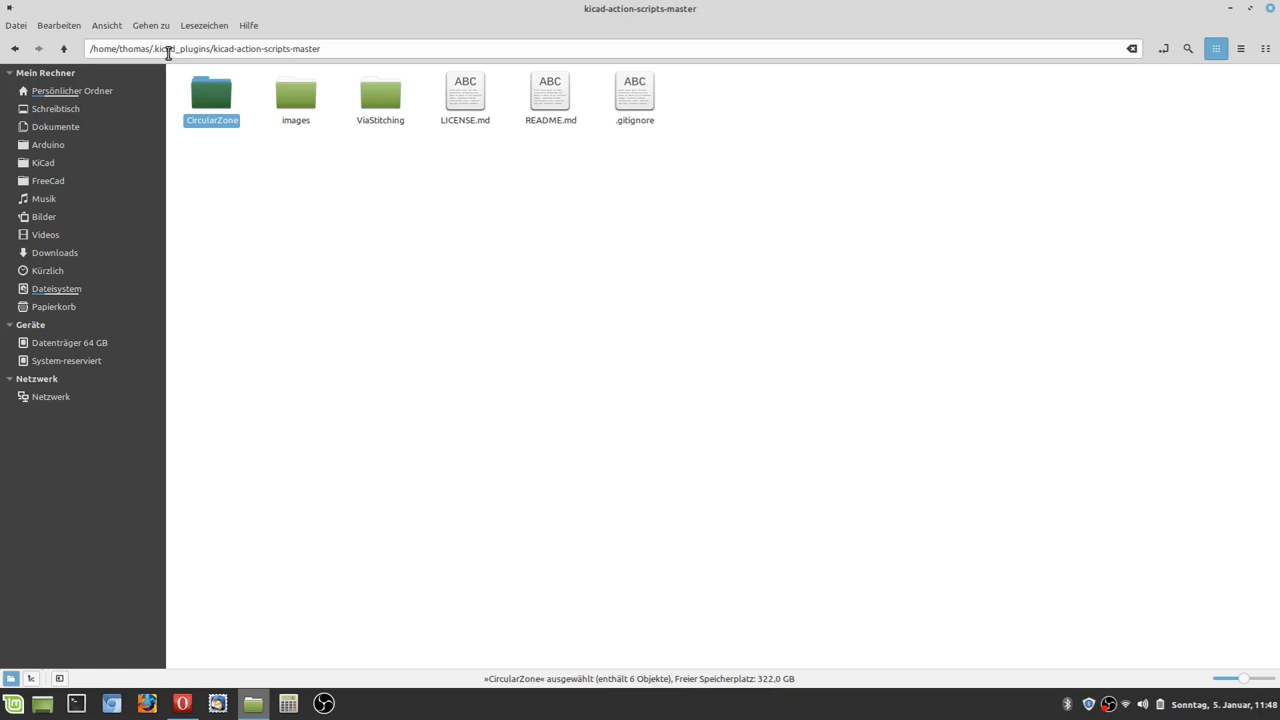 kicad-action-scripts-master
Datei Bearbeiten Ansicht Gehen zu Lesezeichen Hilfe
/home/thomas/.kicad_plugins/kicad-action-scripts-master
Mein Rechner
Persönlicher Ordner
Schreibtisch
Dokumente
Arduino
KiCad
FreeCad
Musik
Bilder
Videos
Downloads
Kürzlich
Dateisystem
Papierkorb
Geräte
Datenträger 64 GB
System-reserviert
Netzwerk
Netzwerk
CircularZone
images
ViaStitching
ABC
LICENSE.md
ABC
README.md
ABC
.gitignore
»CircularZone« ausgewählt (enthält 6 Objekte), Freier Speicherplatz: 322,0 GB
Sonntag, 5. Januar, 11:48